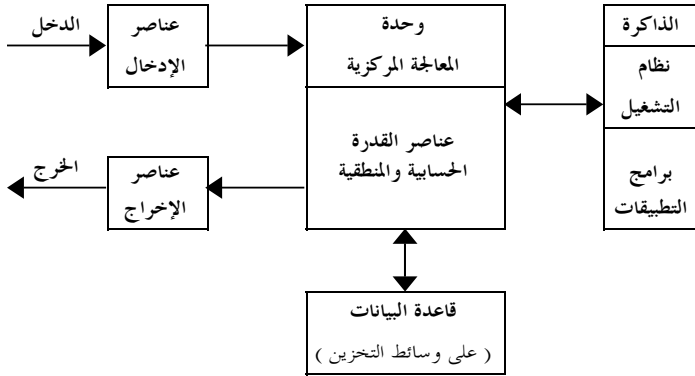 الدخل
عناصر
الإدخال
وحدة
المعالجة المركزية
عناصر القدرة
الحسابية والمنطقية
الذاكرة
نظام
التشغيل
برامج
التطبيقات
الخرج
عناصر
الإخراج
قاعدة البيانات
( على وسائط التخزين )